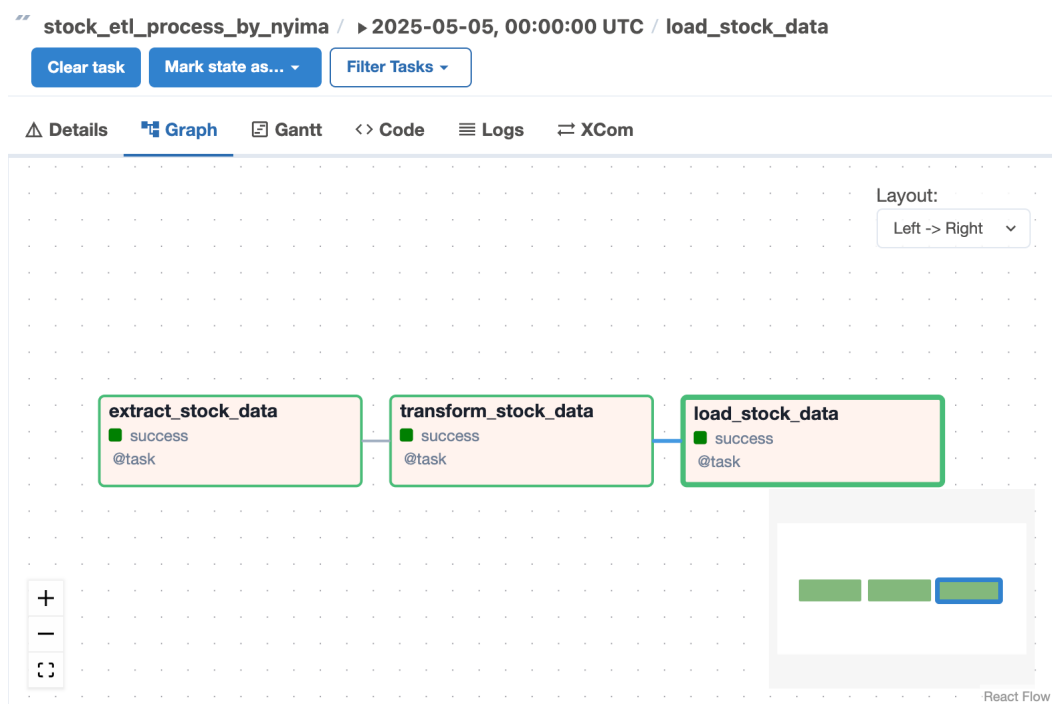 stock_etl_process_by_nyima / 2025-05-05, 00:00:00 UTC / load_stock_data
Clear task Mark state as... Filter Tasks
Details Graph Gantt <> Code Logs XCom
Layout:
Left -> Right
extract_stock_data
success
@task
transform_stock_data
success
@task
load_stock_data
success
@task
React Flow